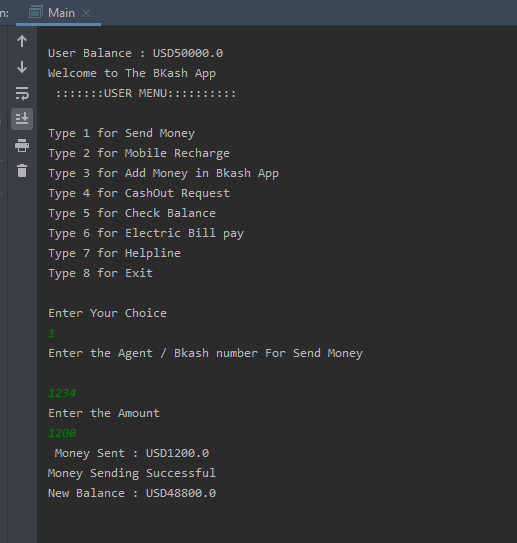 n:
Main
User Balance : USD50000.0
Welcome to The BKash App
:::::::USER MENU::::::::::
Type 1 for Send Money
Type 2 for Mobile Recharge
Type 3 for Add Money in Bkash App
Type 4 for CashOut Request
Type 5 for Check Balance
Type 6 for Electric Bill pay
Type 7 for Helpline
Type 8 for Exit
Enter Your Choice
1
Enter the Agent / Bkash number For Send Money
1234
Enter the Amount
1200
Money Sent : USD1200.0
Money Sending Successful
New Balance : USD48800.0